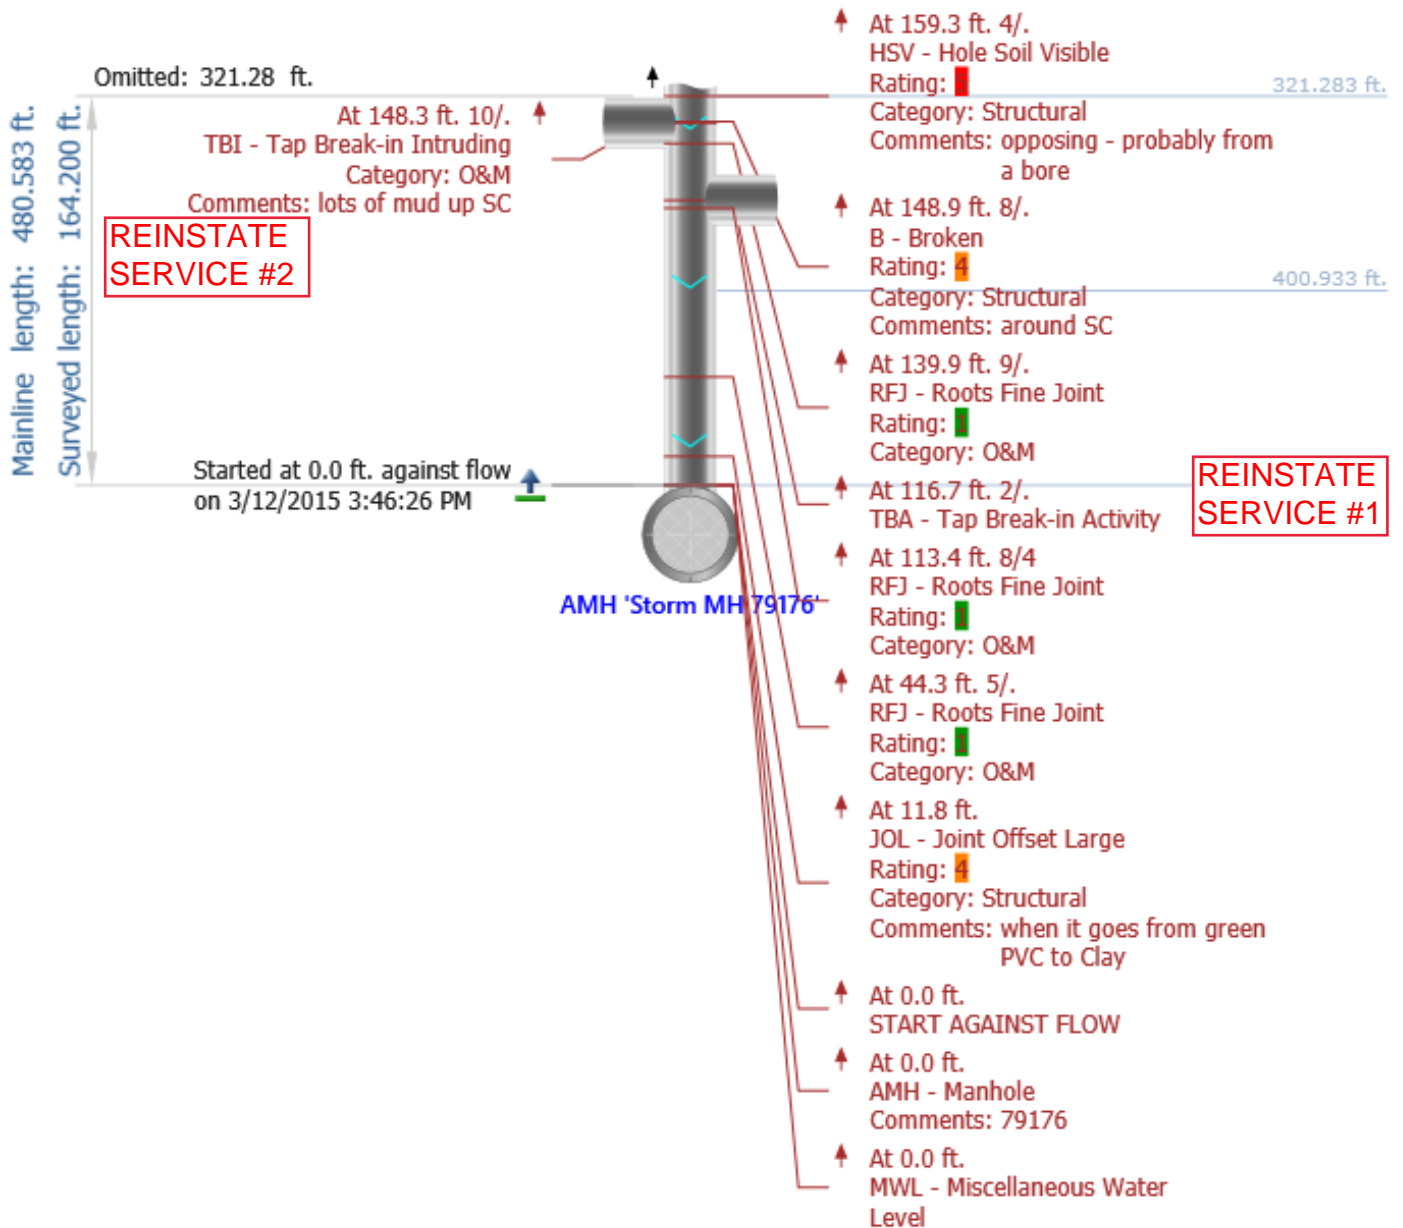 Mainline length: 480.583 ft.
Surveyed length: 164.200 ft.
Omitted: 321.28 ft.
At 148.3 ft. 10/.
TBI - Tap Break-in Intruding
Category: O&M
Comments: lots of mud up SC
REINSTATE
SERVICE #2
Started at 0.0 ft. against flow
on 3/12/2015 3:46:26 PM
AMH 'Storm MH 79176'
At 159.3 ft. 4/.
HSV - Hole Soil Visible
Rating:
Category: Structural
Comments: opposing - probably from
a bore
321.283 ft.
At 148.9 ft. 8/.
B - Broken
Rating: 4
Category: Structural
Comments: around SC
400.933 ft.
At 139.9 ft. 9/.
RFJ - Roots Fine Joint
Rating: 1
Category: O&M
At 116.7 ft. 2/.
TBA - Tap Break-in Activity
REINSTATE
SERVICE #1
At 113.4 ft. 8/4
RFJ - Roots Fine Joint
Rating: 1
Category: O&M
At 44.3 ft. 5/.
RFJ - Roots Fine Joint
Rating: 1
Category: O&M
At 11.8 ft.
JOL - Joint Offset Large
Rating: 4
Category: Structural
Comments: when it goes from green
PVC to Clay
At 0.0 ft.
START AGAINST FLOW
At 0.0 ft.
AMH - Manhole
Comments: 79176
At 0.0 ft.
MWL - Miscellaneous Water
Level